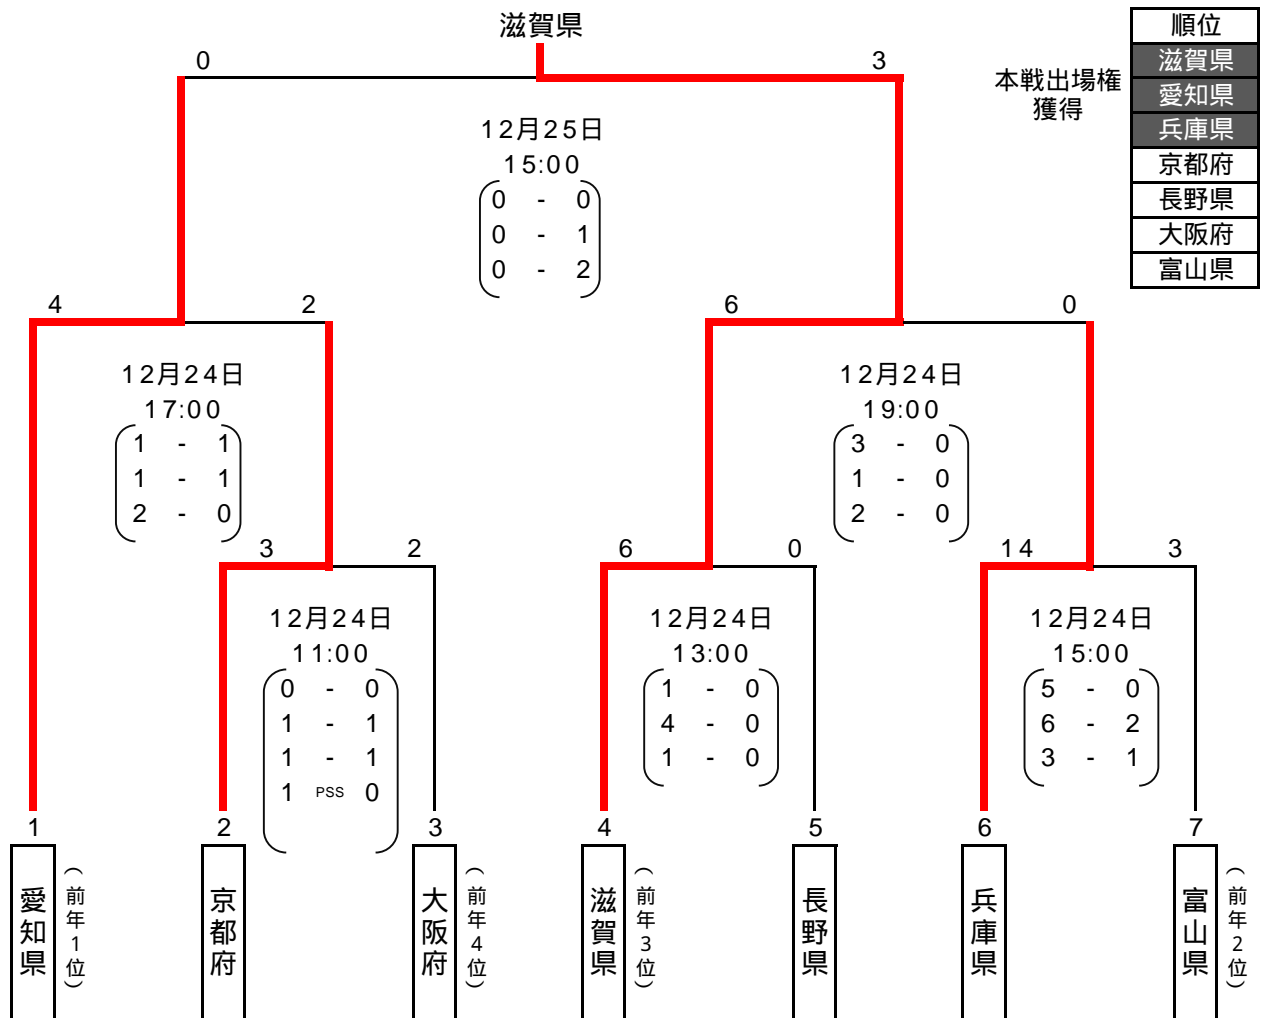 滋賀県
0 3
12月25日
15:00
0 - 0
0 - 1
0 - 2
本戦出場権
獲得
順位
滋賀県
愛知県
兵庫県
京都府
長野県
大阪府
富山県
4 2
12月24日
17:00
1 - 1
1 - 1
2 - 0
6 0
12月24日
19:00
3 - 0
1 - 0
2 - 0
3 2
12月24日
11:00
0 - 0
1 - 1
1 - 1
1 PSS 0
6 0
12月24日
13:00
1 - 0
4 - 0
1 - 0
14 3
12月24日
15:00
5 - 0
6 - 2
3 - 1
1
愛知県
(前年1位)
2
京都府
3
大阪府
(前年4位)
4
滋賀県
(前年3位)
5
長野県
6
兵庫県
7
富山県
(前年2位)